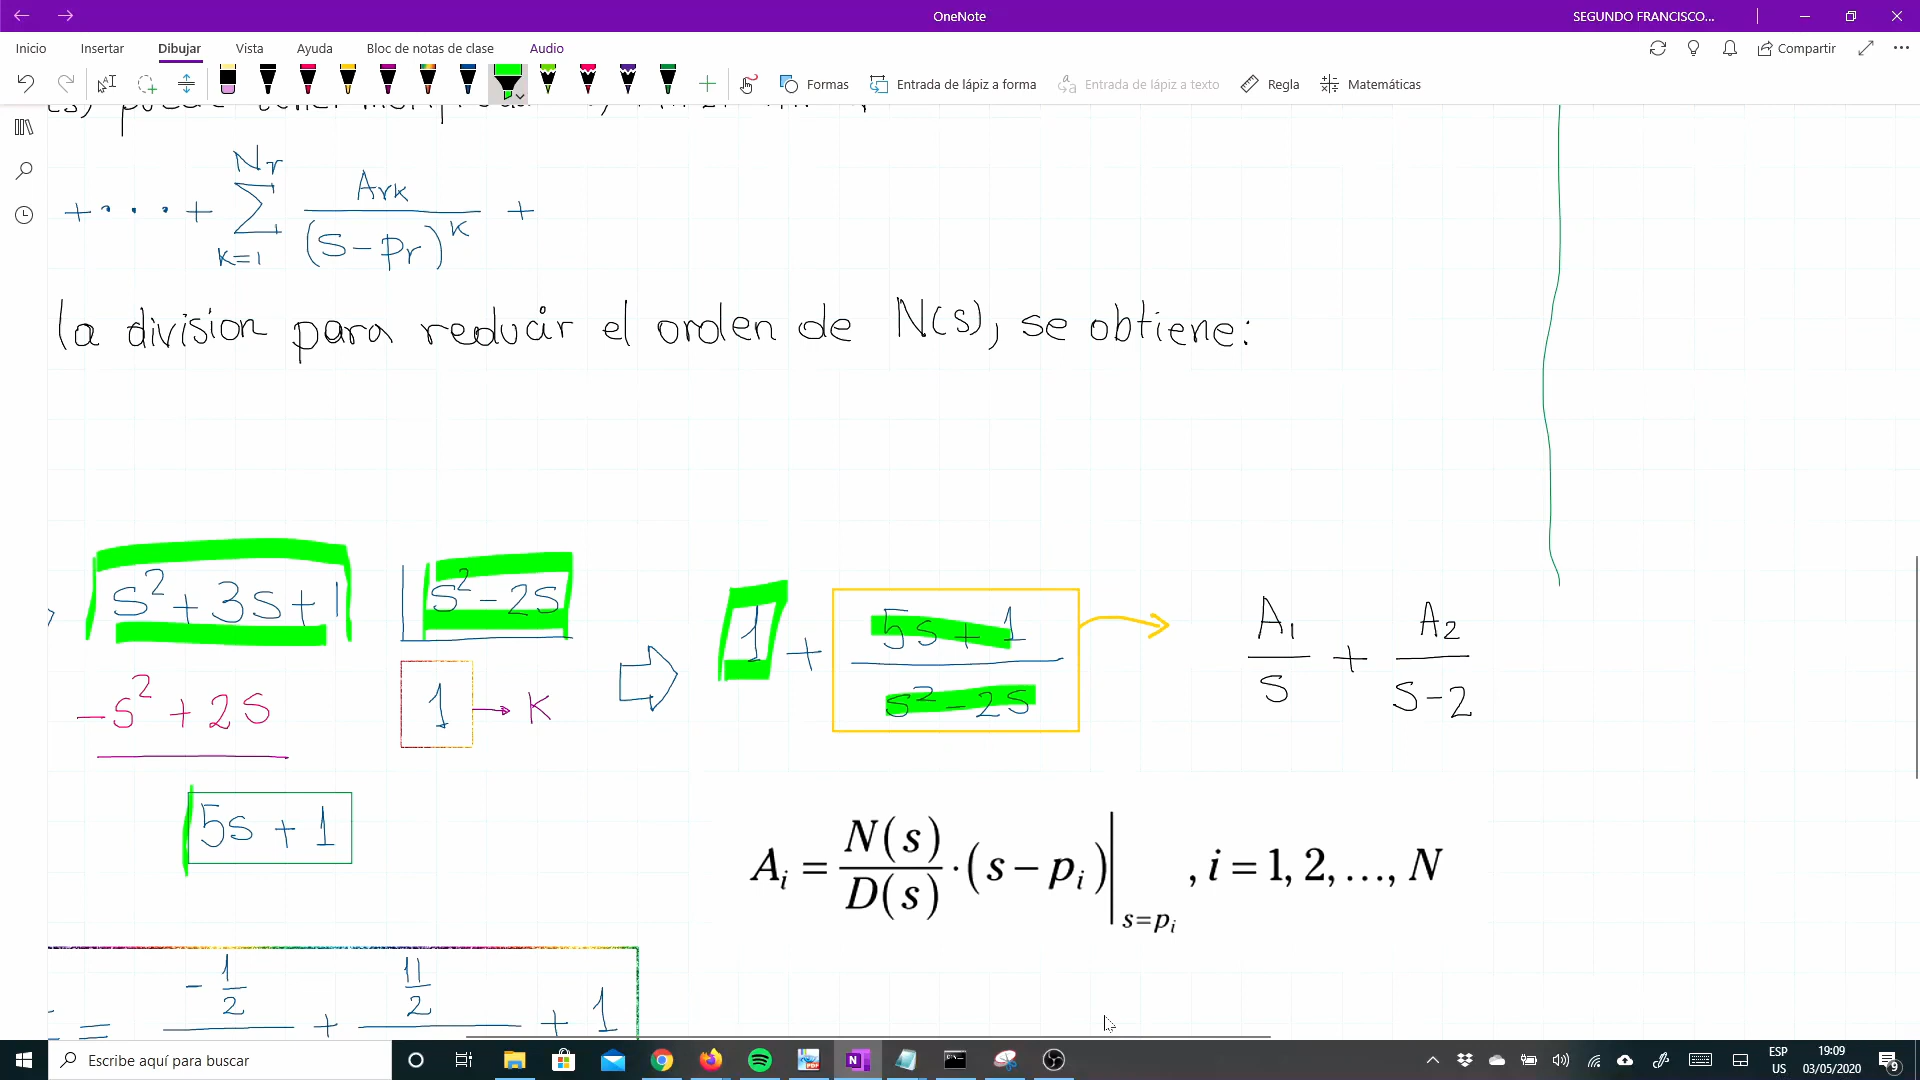 OneNote
SEGUNDO FRANCISCO...
Inicio Insertar Dibujar Vista Ayuda Bloc de notas de clase Audio Compartir
Formas Entrada de lápiz a forma Entrada de lápiz a texto Regla Matemáticas
+ · · · + Nr Σ K=1 Ark / (s-pr)^K +
la division para reducir el orden de N(s), se obtiene:
s² + 3s + 1 | s² - 2s
-s² + 2s
1 → K
5s + 1
1 + (5s + 1)/(s² - 2s) → A1/s + A2/(s-2)
A_i = N(s)/D(s) · (s − p_i)|_{s=p_i} , i = 1, 2, …, N
= -1/2 + 11/2 + 1
Escribe aquí para buscar
ESP
US
19:09
03/05/2020
9